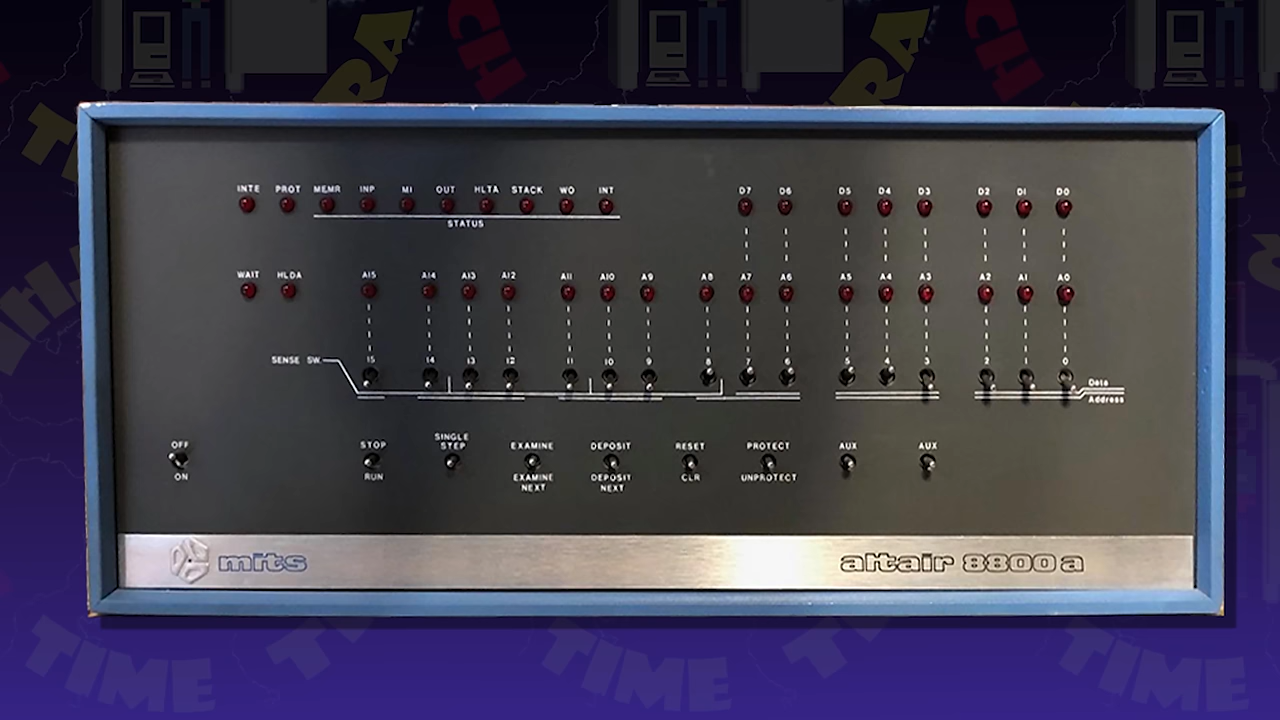 INTE PROT MEMR INP MI OUT HLTA STACK WO INT D7 D6 D5 D4 D3 D2 D1 D0
STATUS
WAIT HLDA A15 A14 A13 A12 A11 A10 A9 A8 A7 A6 A5 A4 A3 A2 A1 A0
SENSE SW. 15 14 13 12 11 10 9 8 7 6 5 4 3 2 1 0
Data
Address
OFF STOP SINGLE STEP EXAMINE DEPOSIT RESET PROTECT AUX AUX
ON RUN EXAMINE NEXT DEPOSIT NEXT CLR UNPROTECT
mits altair 8800a
TIME
TIME